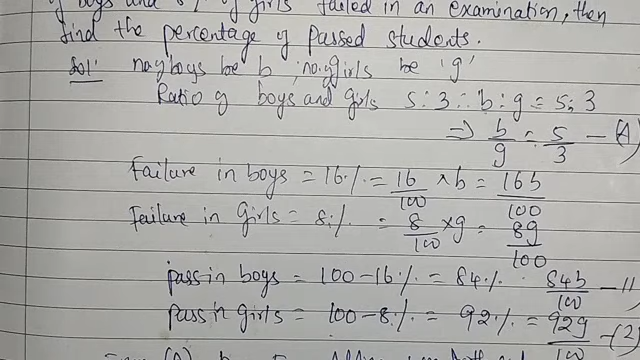 of boys and 8% of girls failed in an examination, then
find the percentage of passed students.
Sol: no of boys be b ; no. of girls be 'g'
Ratio of boys and girls 5 : 3 ∴ b : g = 5 : 3
⇒ b/g = 5/3 — (A)
Failure in boys = 16% = 16/100 × b = 16b/100
Failure in Girls = 8% = 8/100 × g = 8g/100
pass in boys = 100 - 16% = 84% 84b/100 — 1)
pass in girls = 100 - 8% = 92% = 92g/100 — (2)
(A) b